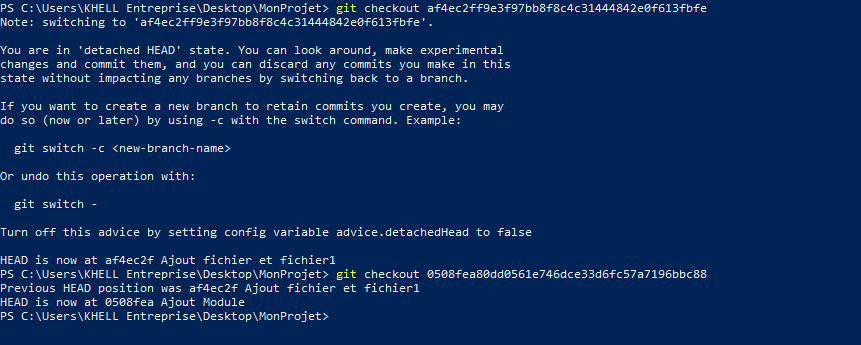 PS C:\Users\KHELL Entreprise\Desktop\MonProjet> git checkout af4ec2ff9e3f97bb8f8c4c31444842e0f613fbfe
Note: switching to 'af4ec2ff9e3f97bb8f8c4c31444842e0f613fbfe'.
You are in 'detached HEAD' state. You can look around, make experimental
changes and commit them, and you can discard any commits you make in this
state without impacting any branches by switching back to a branch.
If you want to create a new branch to retain commits you create, you may
do so (now or later) by using -c with the switch command. Example:
git switch -c <new-branch-name>
Or undo this operation with:
git switch -
Turn off this advice by setting config variable advice.detachedHead to false
HEAD is now at af4ec2f Ajout fichier et fichier1
PS C:\Users\KHELL Entreprise\Desktop\MonProjet> git checkout 0508fea80dd0561e746dce33d6fc57a7196bbc88
Previous HEAD position was af4ec2f Ajout fichier et fichier1
HEAD is now at 0508fea Ajout Module
PS C:\Users\KHELL Entreprise\Desktop\MonProjet>